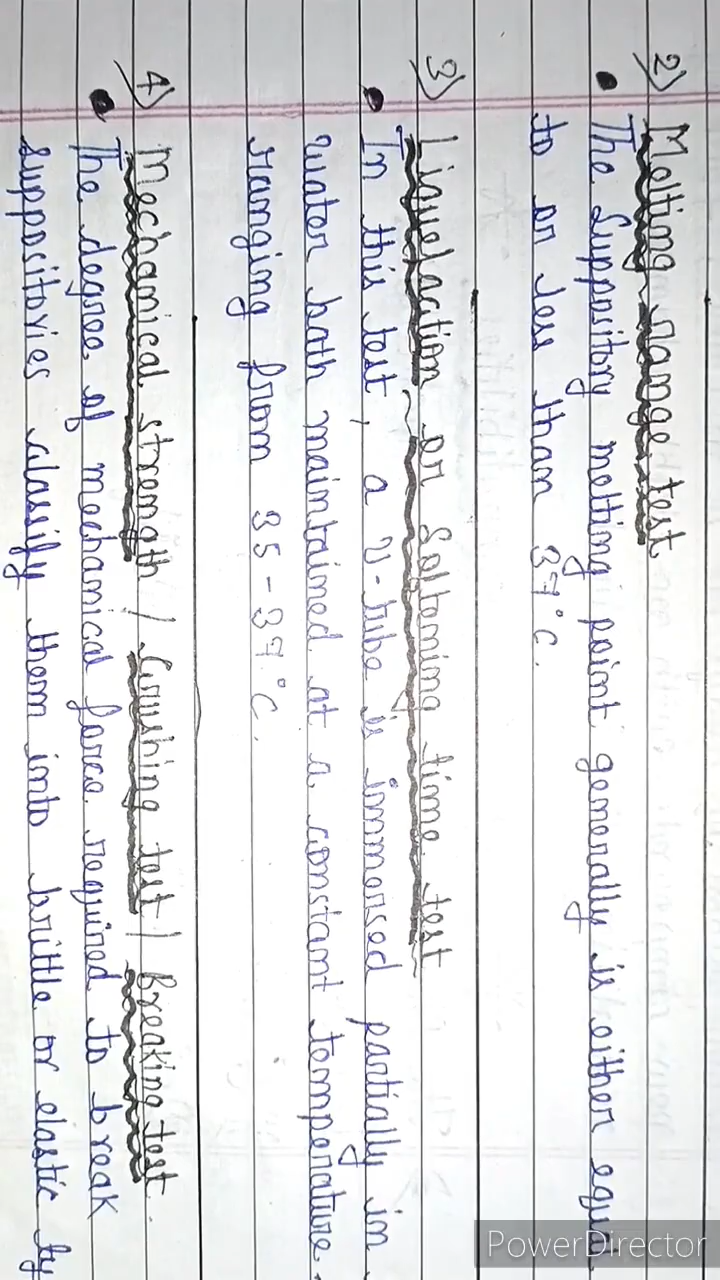 2) Melting range test
• The Suppository melting point generally is either equal
to or less than 37°C.
3) Liquefaction or Softening time test
• In this test, a U-tube is immersed partially in
water bath maintained at a constant temperature
ranging from 35-37°C.
4) Mechanical strength / Crushing test / Breaking test
• The degree of mechanical force required to break
suppositories classify them into brittle or elastic by
PowerDirector